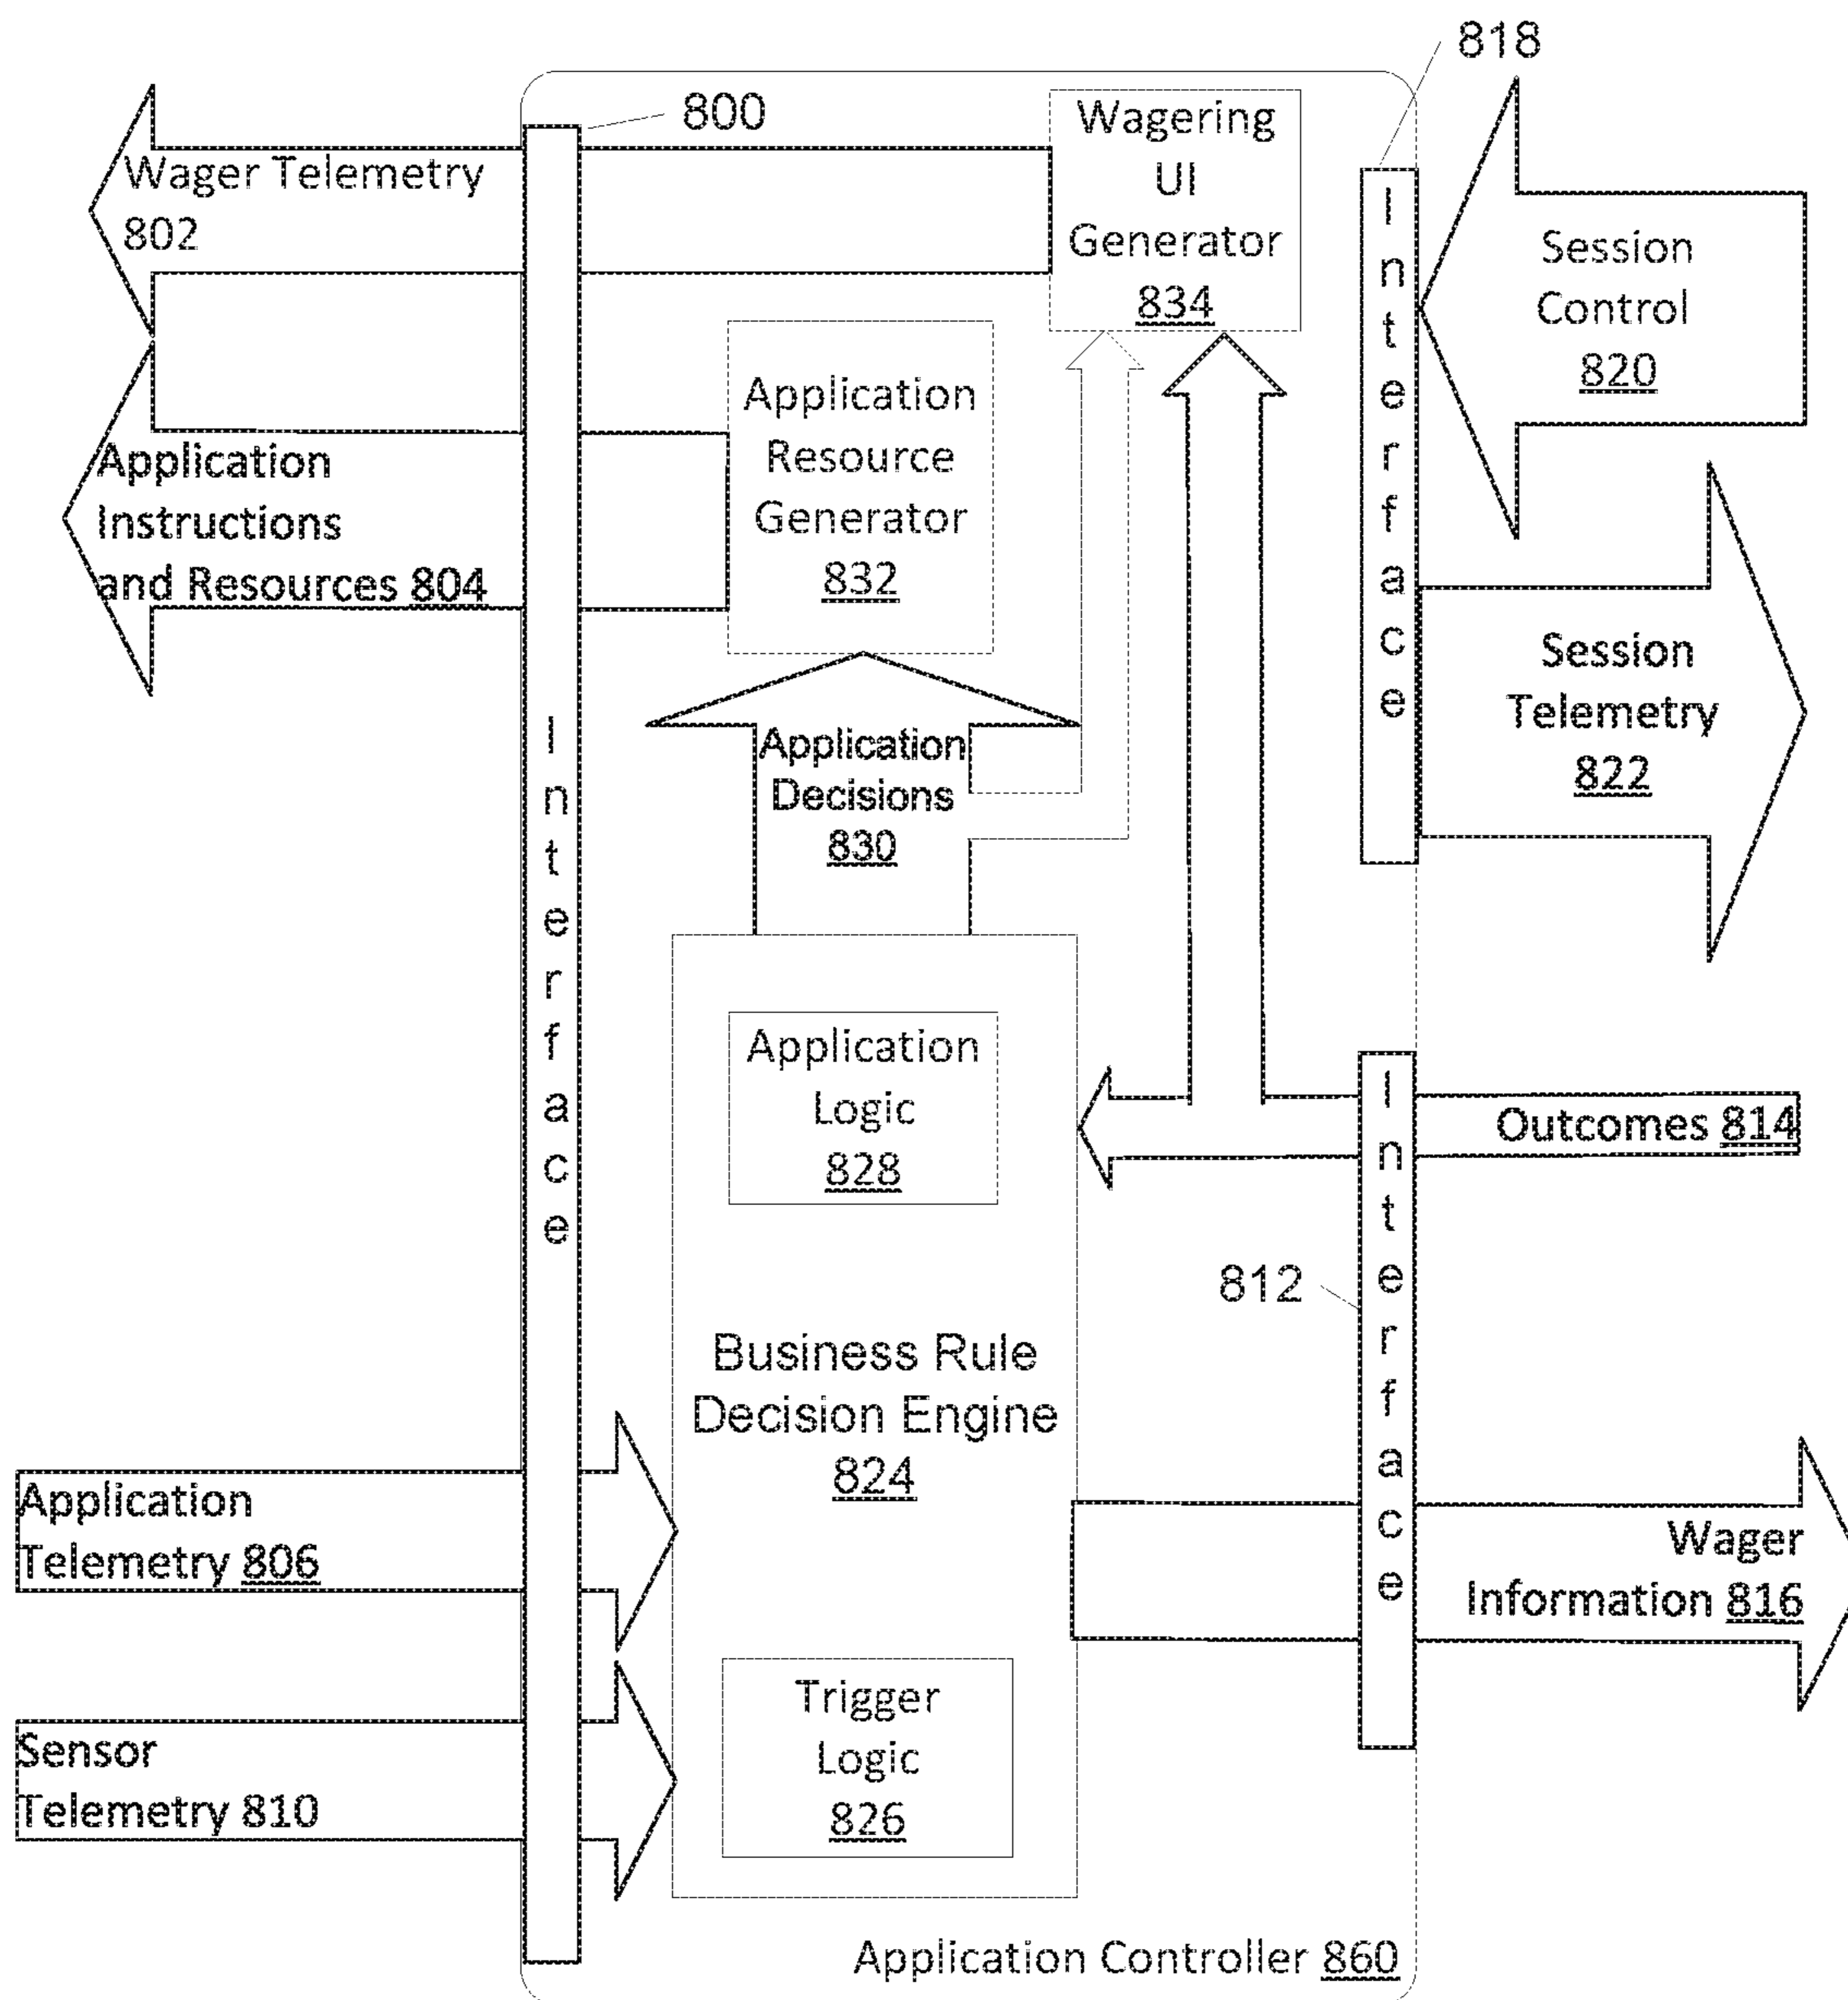 818
800
Wagering
UI
Generator
834
Wager Telemetry
802
Interface
Session
Control
820
Application
Resource
Generator
832
Application
Instructions
and Resources 804
Session
Telemetry
822
Interface
Application
Decisions
830
Application
Logic
828
Interface
Outcomes 814
812
Business Rule
Decision Engine
824
Application
Telemetry 806
Wager
Information 816
Trigger
Logic
826
Sensor
Telemetry 810
Application Controller 860